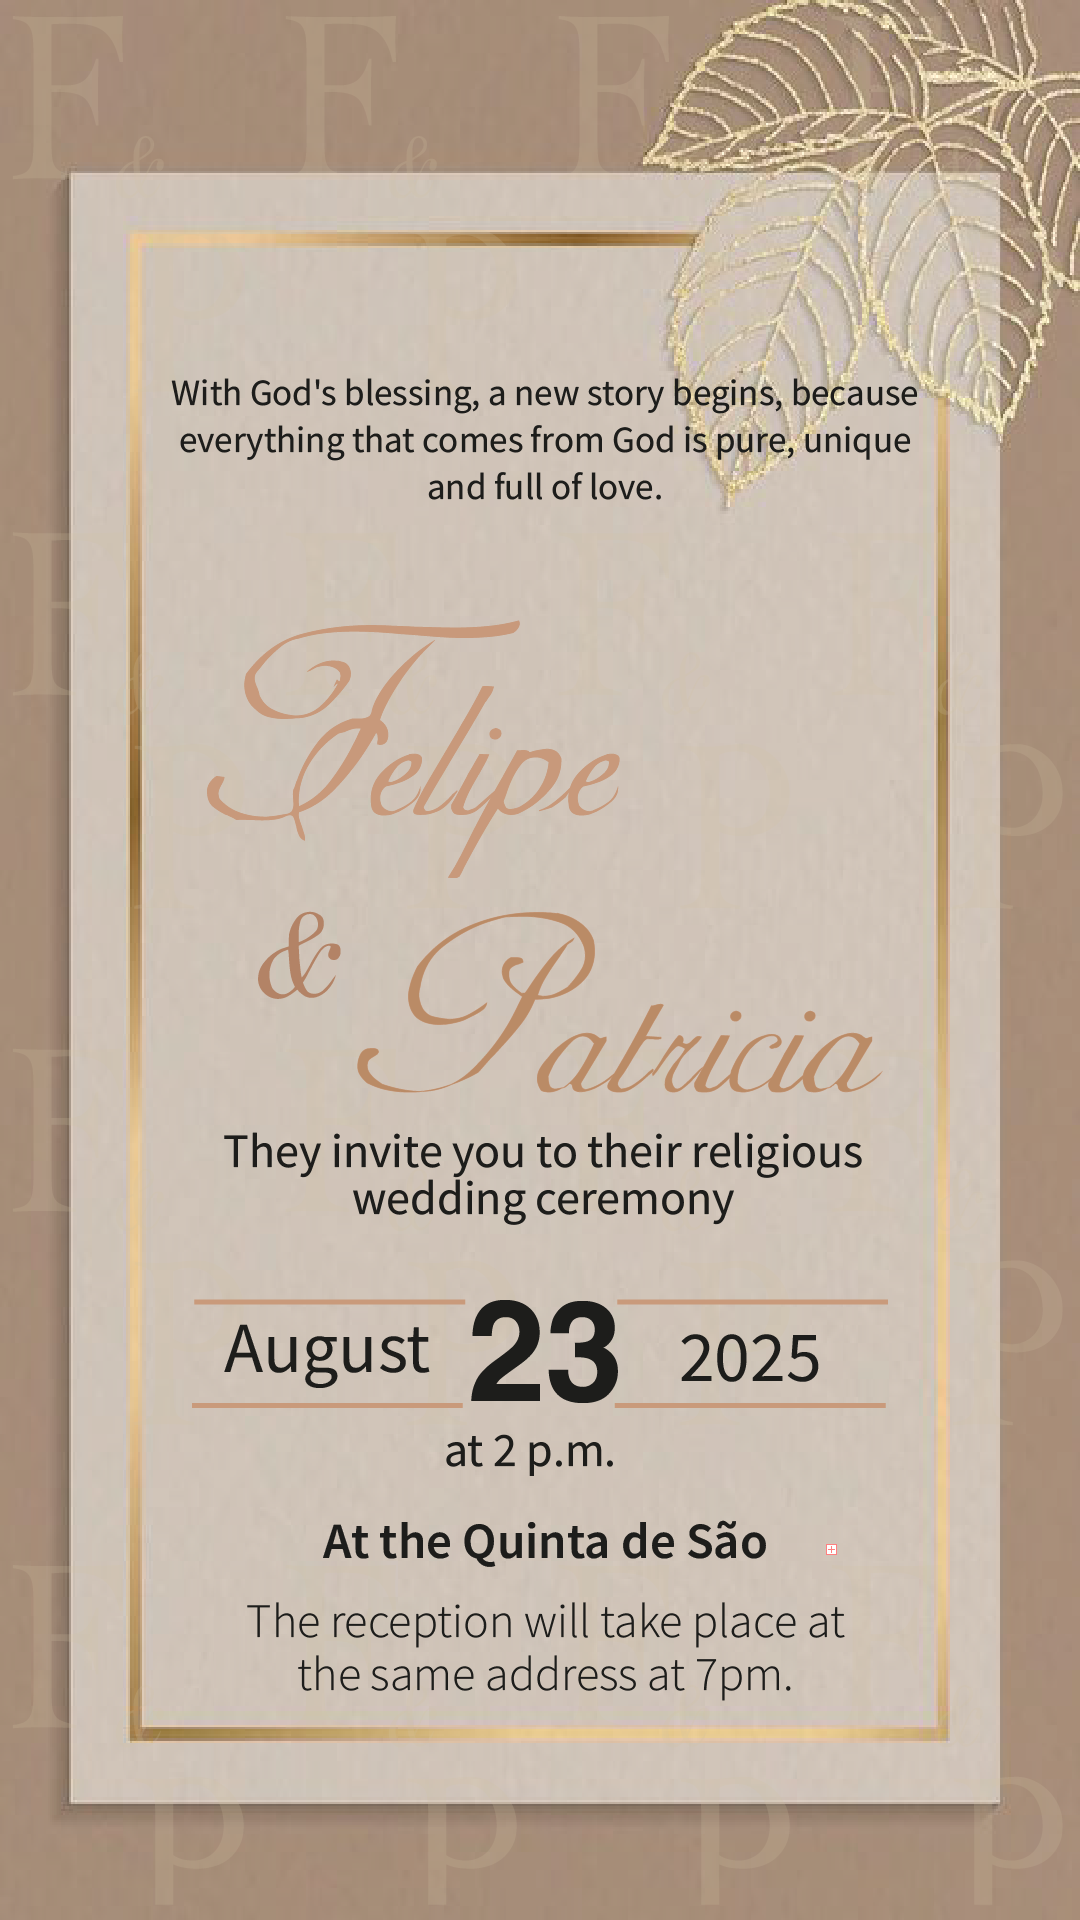 With God's blessing, a new story begins, because
everything that comes from God is pure, unique
and full of love.
Felipe
& Patricia
They invite you to their religious
wedding ceremony
August 23 2025
at 2 p.m.
At the Quinta de São
The reception will take place at
the same address at 7pm.